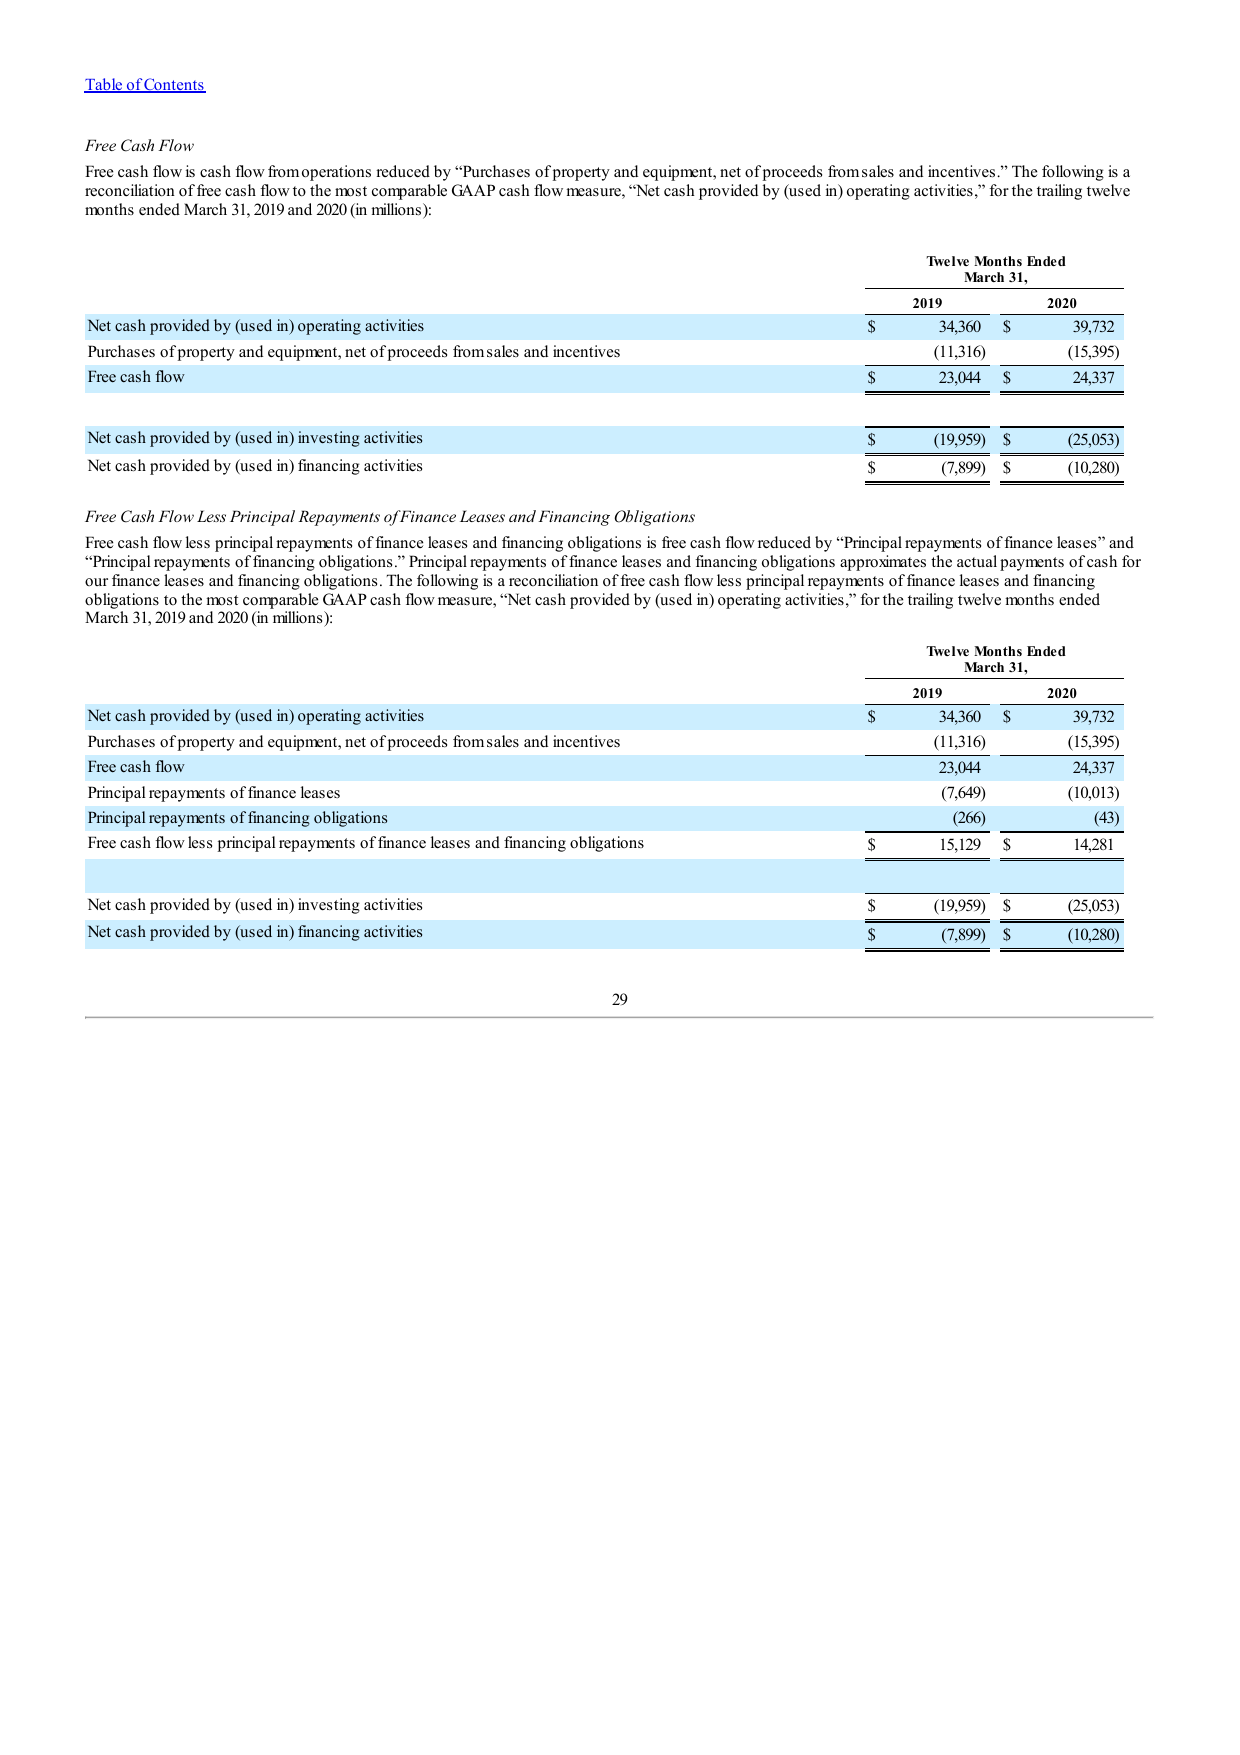 Table of Contents
Free Cash Flow
Free cash flow is cash flow from operations reduced by “Purchases of property and equipment, net of proceeds from sales and incentives.” The following is a
reconciliation of free cash flow to the most comparable GAAP cash flow measure, “Net cash provided by (used in) operating activities,” for the trailing twelve
months ended March 31, 2019 and 2020 (in millions):
Twelve Months Ended
March 31,
2019 2020
Net cash provided by (used in) operating activities $ 34,360 $ 39,732
Purchases of property and equipment, net of proceeds from sales and incentives (11,316) (15,395)
Free cash flow $ 23,044 $ 24,337
Net cash provided by (used in) investing activities $ (19,959) $ (25,053)
Net cash provided by (used in) financing activities $ (7,899) $ (10,280)
Free Cash Flow Less Principal Repayments of Finance Leases and Financing Obligations
Free cash flow less principal repayments of finance leases and financing obligations is free cash flow reduced by “Principal repayments of finance leases” and
“Principal repayments of financing obligations.” Principal repayments of finance leases and financing obligations approximates the actual payments of cash for
our finance leases and financing obligations. The following is a reconciliation of free cash flow less principal repayments of finance leases and financing
obligations to the most comparable GAAP cash flow measure, “Net cash provided by (used in) operating activities,” for the trailing twelve months ended
March 31, 2019 and 2020 (in millions):
Twelve Months Ended
March 31,
2019 2020
Net cash provided by (used in) operating activities $ 34,360 $ 39,732
Purchases of property and equipment, net of proceeds from sales and incentives (11,316) (15,395)
Free cash flow 23,044 24,337
Principal repayments of finance leases (7,649) (10,013)
Principal repayments of financing obligations (266) (43)
Free cash flow less principal repayments of finance leases and financing obligations $ 15,129 $ 14,281
Net cash provided by (used in) investing activities $ (19,959) $ (25,053)
Net cash provided by (used in) financing activities $ (7,899) $ (10,280)
29